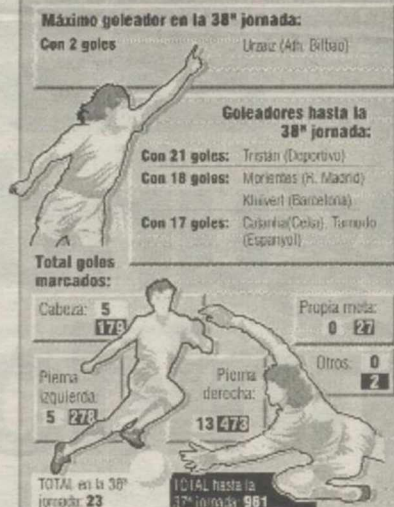 Máximo goleador en la 38ª jornada:
Con 2 goles Urzaiz (Ath. Bilbao)
Goleadores hasta la
38ª jornada:
Con 21 goles: Tristán (Deportivo)
Con 18 goles: Morientes (R. Madrid)
Kluivert (Barcelona)
Con 17 goles: Catanha(Celta), Tamudo
(Espanyol)
Total goles
marcados:
Cabeza: 5
179
Propia meta:
0 27
Pierna
izquierda:
5 278
Pierna
derecha:
13 473
Otros: 0
2
TOTAL en la 38ª
jornada: 23
TOTAL hasta la
37ª jornada: 981